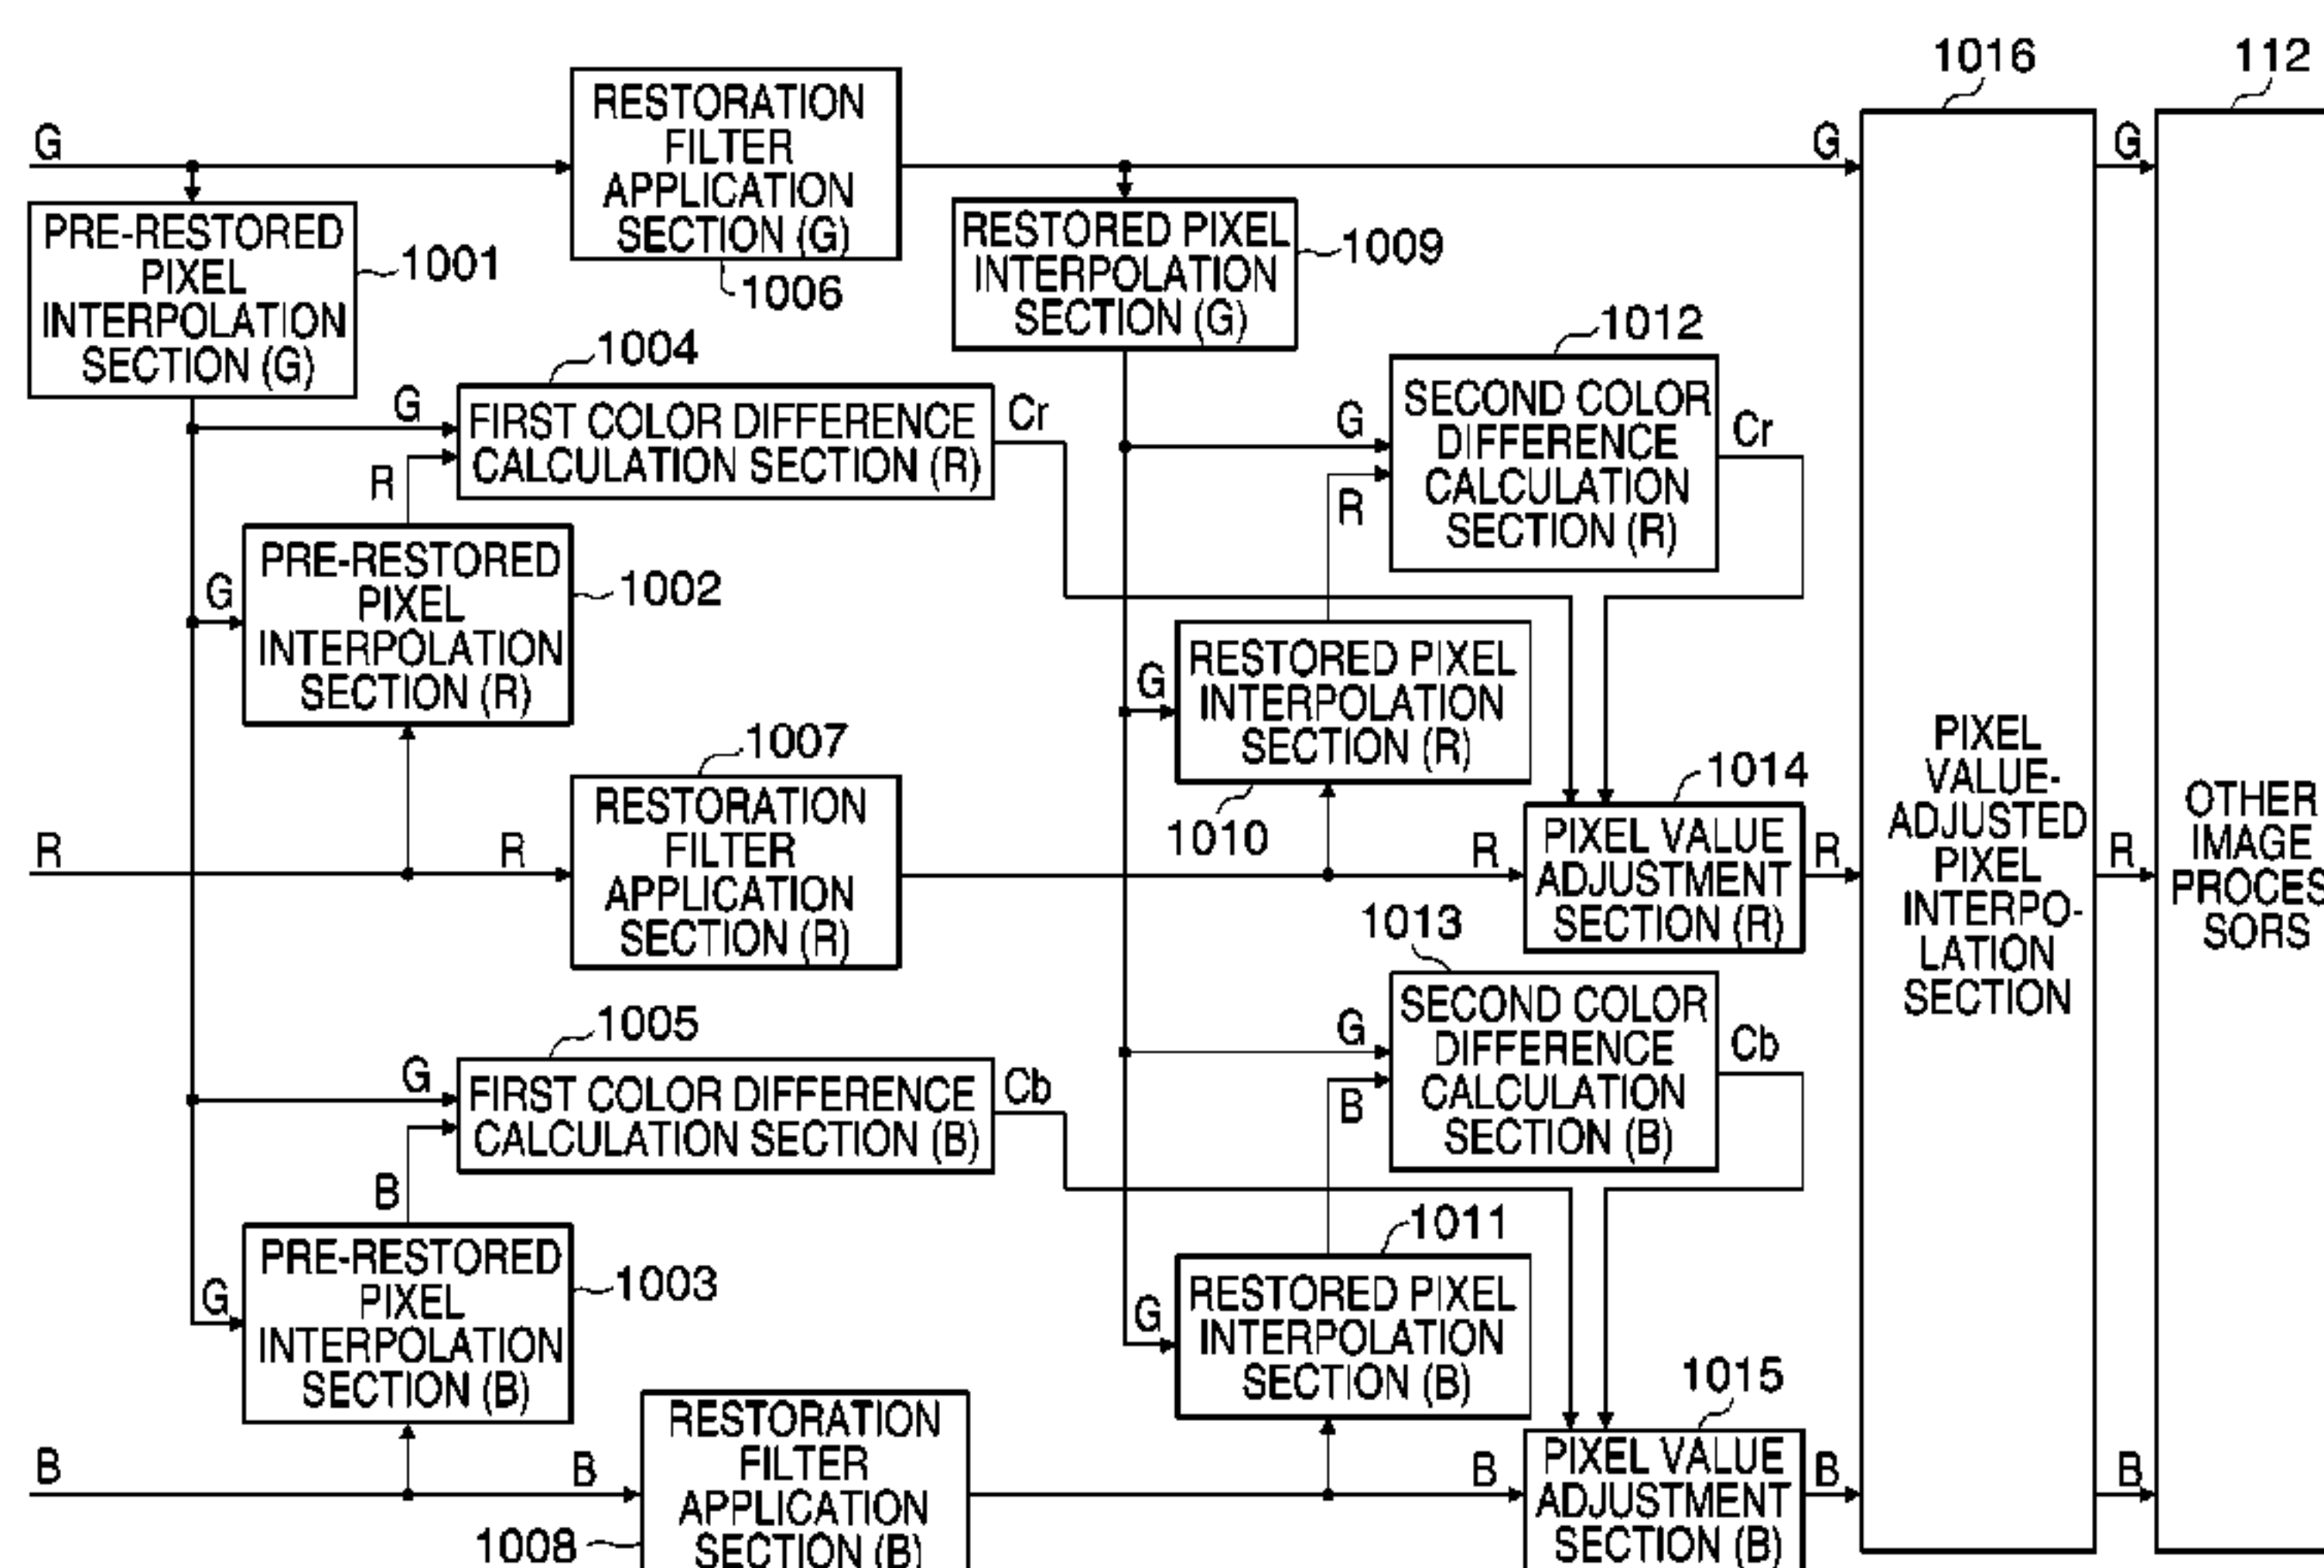 1016
112
RESTORATION
FILTER
APPLICATION
SECTION (G)
G
G
G
PRE-RESTORED
PIXEL
INTERPOLATION
SECTION (G)
1001
1006
RESTORED PIXEL
INTERPOLATION
SECTION (G)
1009
1004
1012
G
FIRST COLOR DIFFERENCE
CALCULATION SECTION (R)
Cr
R
G
SECOND COLOR
DIFFERENCE
CALCULATION
SECTION (R)
Cr
R
PRE-RESTORED
PIXEL
INTERPOLATION
SECTION (R)
G
1002
G
RESTORED PIXEL
INTERPOLATION
SECTION (R)
1010
1007
1014
R
R
RESTORATION
FILTER
APPLICATION
SECTION (R)
R
PIXEL VALUE
ADJUSTMENT
SECTION (R)
R
PIXEL
VALUE-
ADJUSTED
PIXEL
INTERPO-
LATION
SECTION
R
OTHER
IMAGE
PROCES
SORS
1013
1005
G
FIRST COLOR DIFFERENCE
CALCULATION SECTION (B)
Cb
B
G
SECOND COLOR
DIFFERENCE
CALCULATION
SECTION (B)
Cb
B
1011
PRE-RESTORED
PIXEL
INTERPOLATION
SECTION (B)
G
1003
G
RESTORED PIXEL
INTERPOLATION
SECTION (B)
1015
B
B
RESTORATION
FILTER
APPLICATION
SECTION (B)
1008
B
PIXEL VALUE
ADJUSTMENT
SECTION (B)
B
B